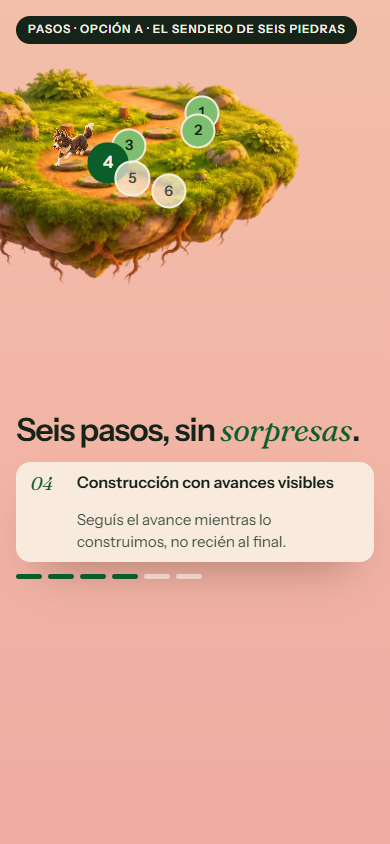 PASOS · OPCIÓN A · EL SENDERO DE SEIS PIEDRAS
1
2
3
4
5
6
Seis pasos, sin sorpresas.
04 Construcción con avances visibles
Seguís el avance mientras lo
construimos, no recién al final.